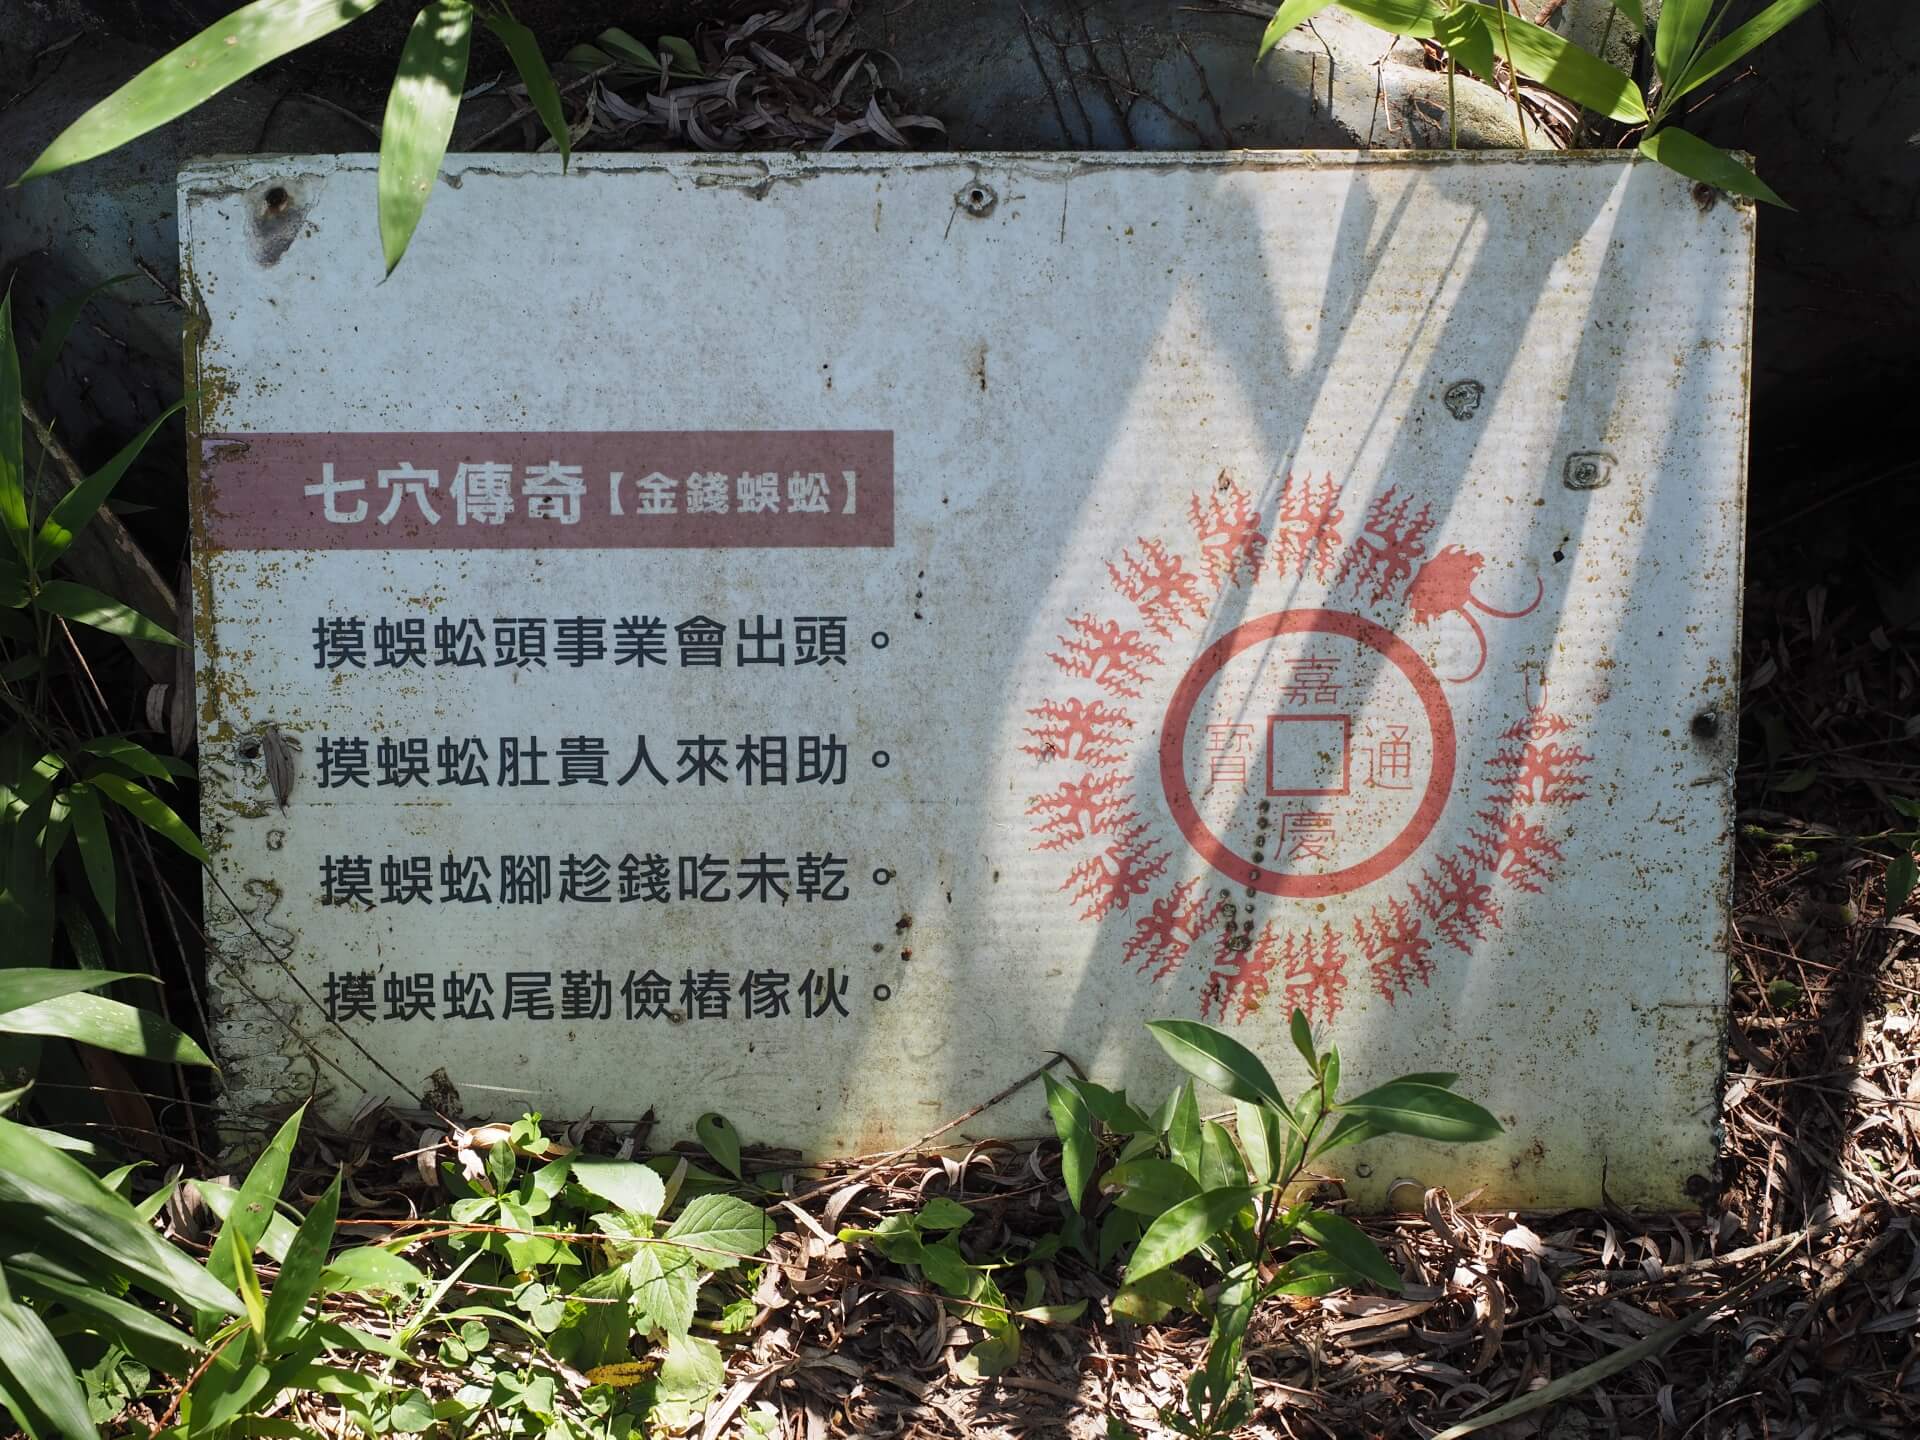 七穴傳奇【金錢蜈蚣】
摸蜈蚣頭事業會出頭。
摸蜈蚣肚貴人來相助。
摸蜈蚣腳趁錢吃未乾。
摸蜈蚣尾勤儉樁傢伙。
嘉慶通寶